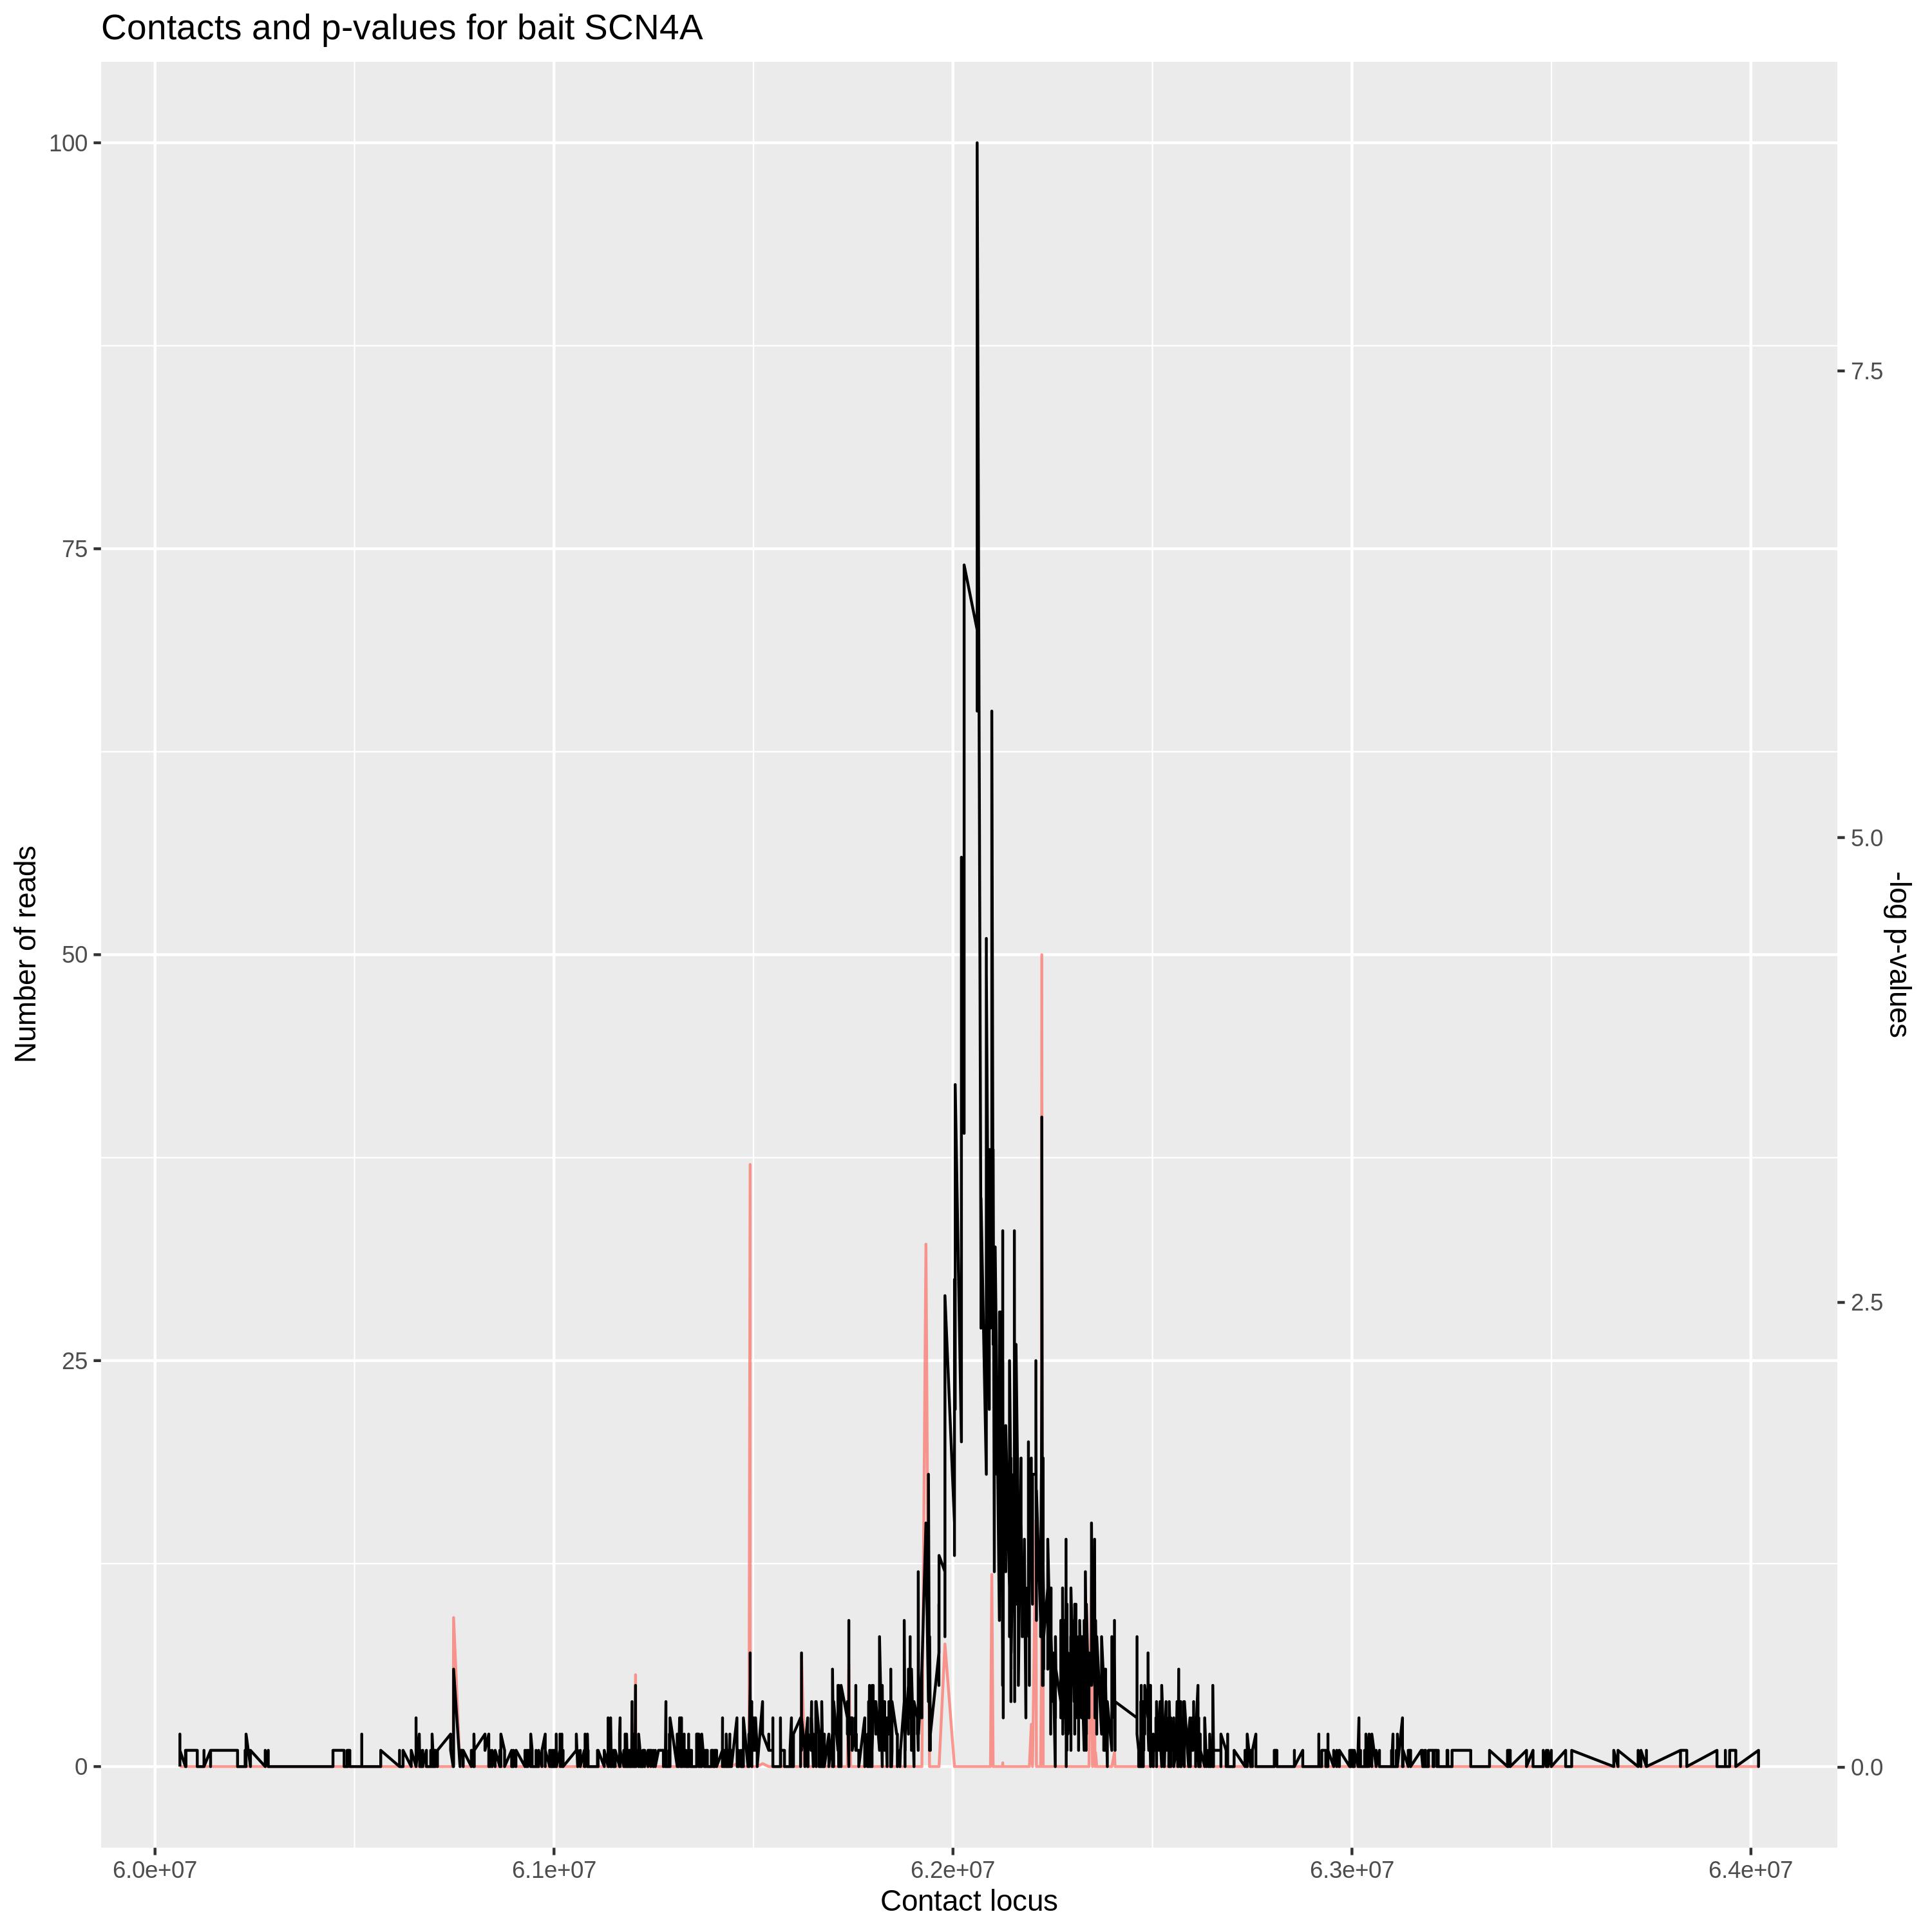 Contacts and p-values for bait SCN4A
100
75
50
25
0
Number of reads
7.5
5.0
2.5
0.0
-log p-values
6.0e+07
6.1e+07
6.2e+07
6.3e+07
6.4e+07
Contact locus